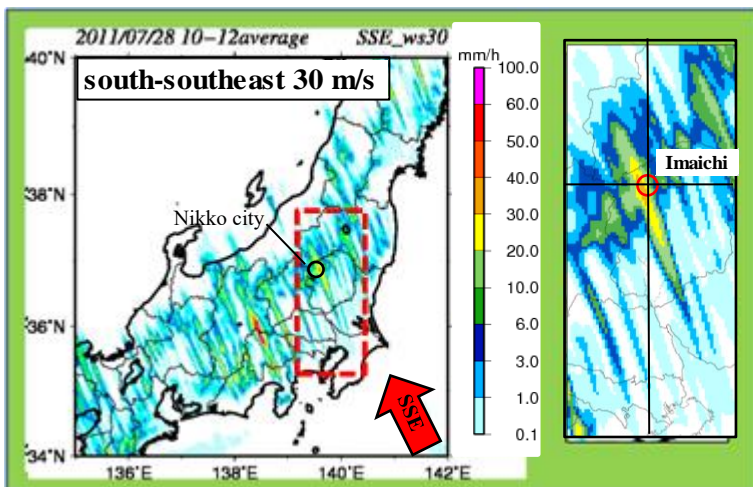 2011/07/28 10-12average SSE_ws30
south-southeast 30 m/s
mm/h
100.0
60.0
40.0
30.0
20.0
10.0
6.0
3.0
1.0
0.1
40°N
38°N
36°N
34°N
136°E 138°E 140°E 142°E
Nikko city
SSE
Imaichi